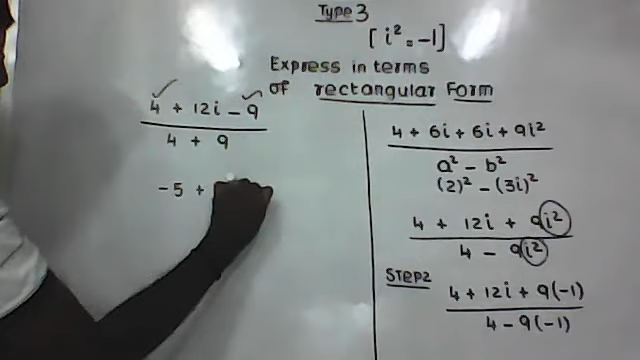 Type 3
[ i² = -1]
Express in terms
of rectangular Form
4 + 12i - 9
4 + 9
-5 +
4 + 6i + 6i + 9i²
a² - b²
(2)² - (3i)²
4 + 12i + 9i²
4 - 9i²
STEP2
4 + 12i + 9(-1)
4 - 9(-1)